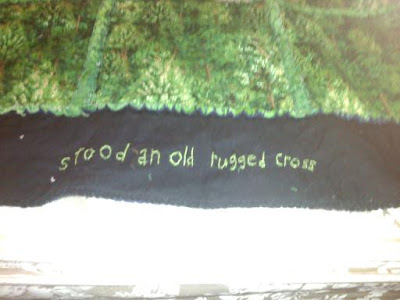 stood an old rugged cross